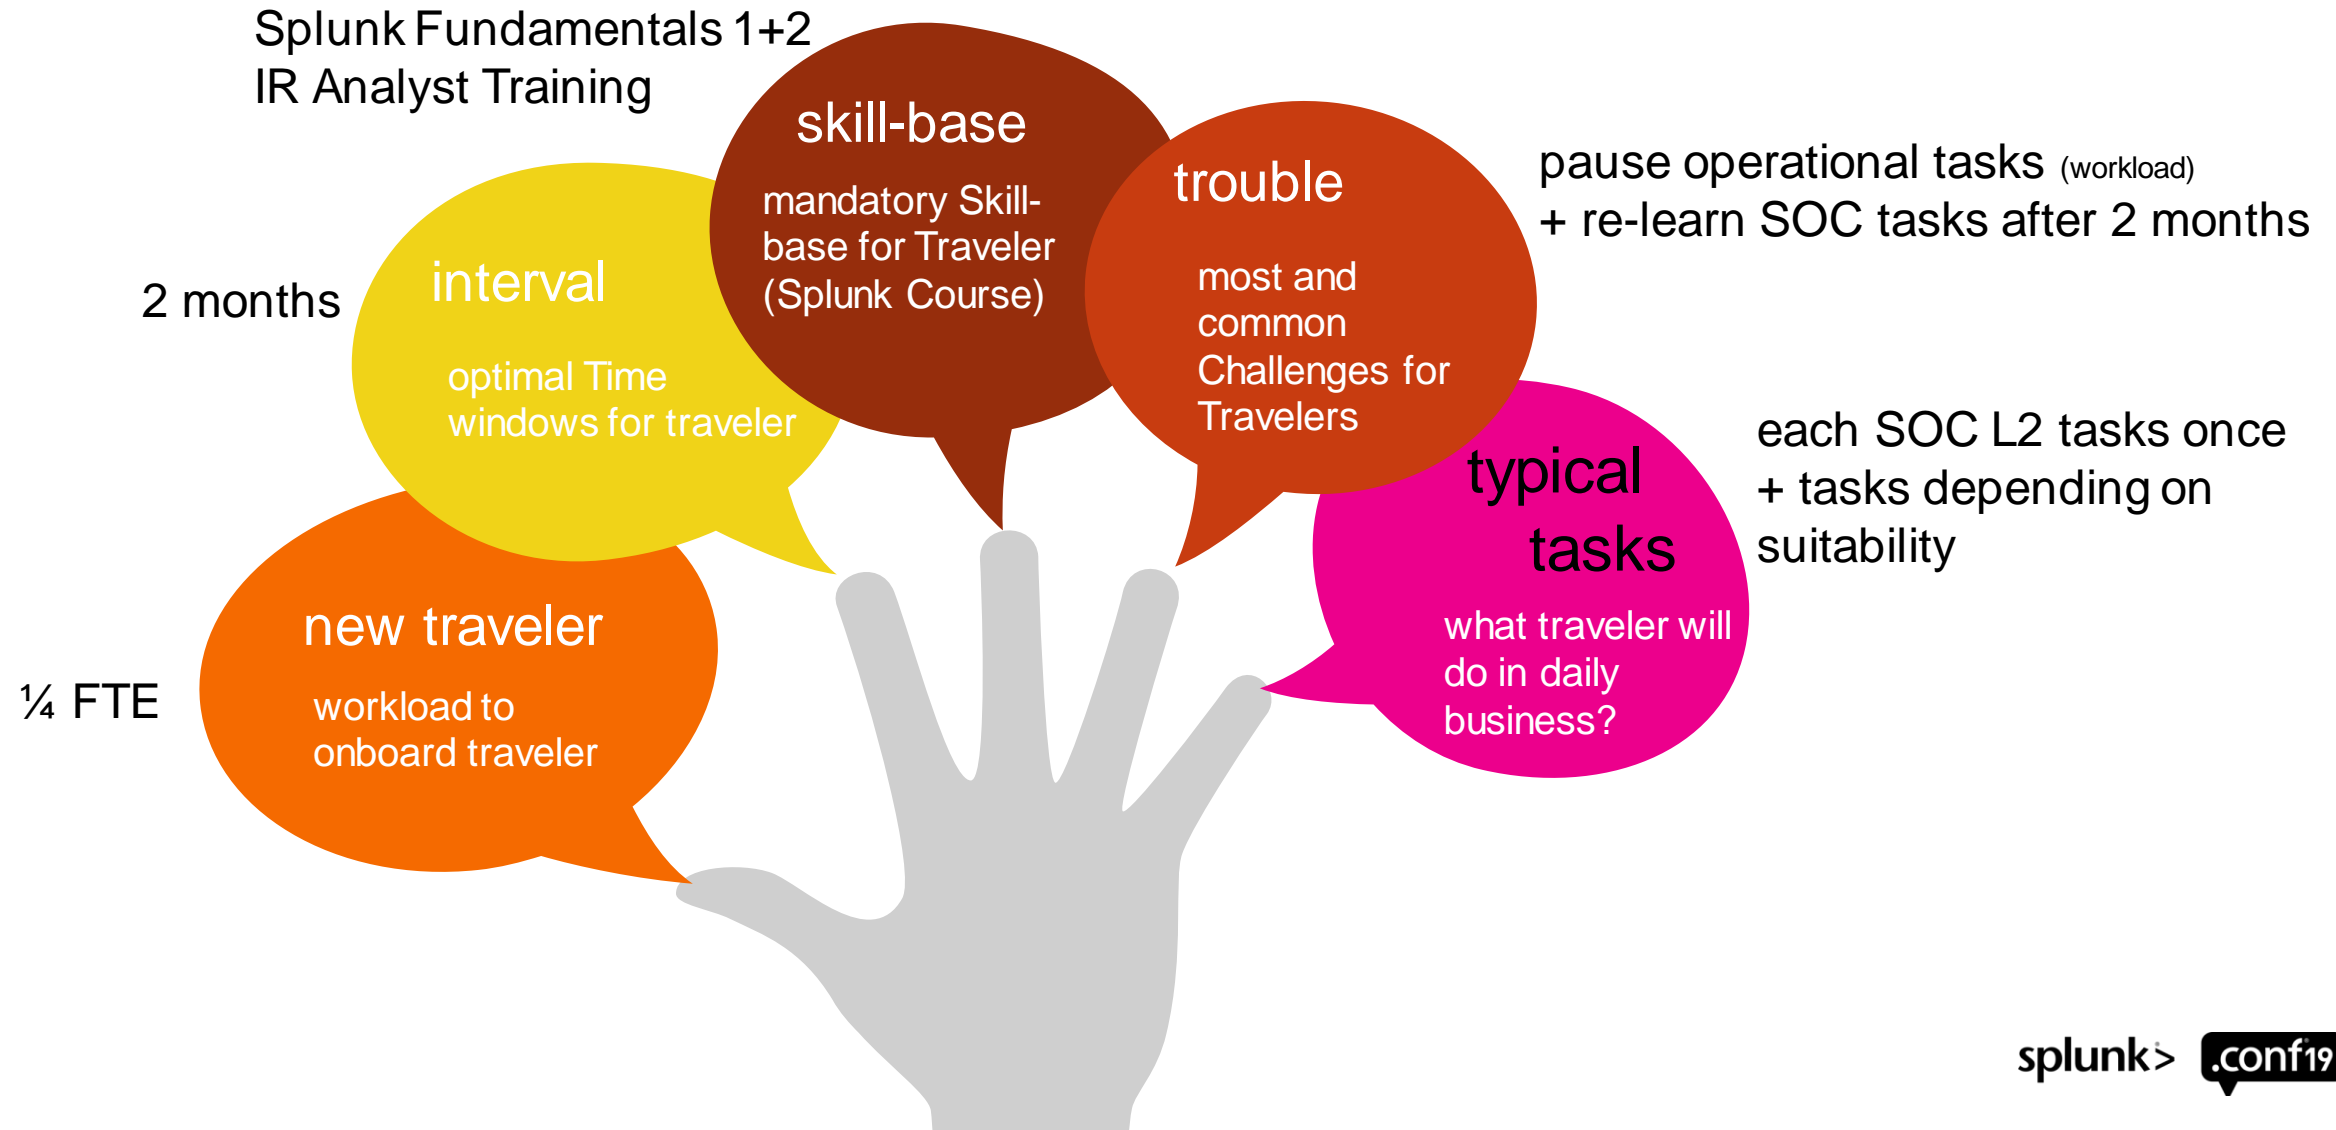 Splunk Fundamentals 1+2
IR Analyst Training
skill-base
mandatory Skill-
base for Traveler
(Splunk Course)
trouble
most and
common
Challenges for
Travelers
pause operational tasks (workload)
+ re-learn SOC tasks after 2 months
2 months
interval
optimal Time
windows for traveler
typical
tasks
what traveler will
do in daily
business?
each SOC L2 tasks once
+ tasks depending on
suitability
¼ FTE
new traveler
workload to
onboard traveler
splunk> .conf19